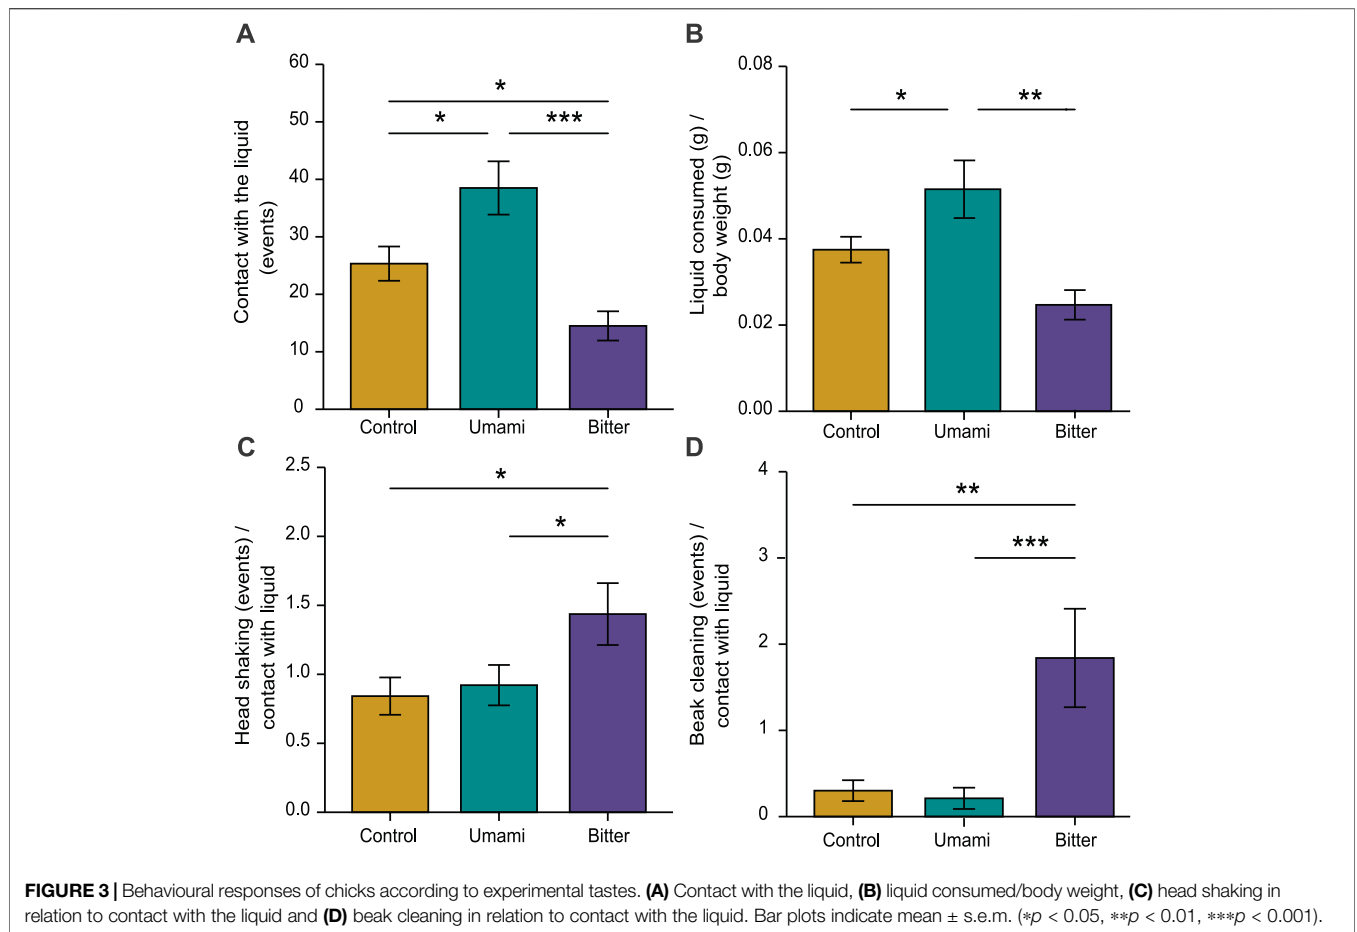 A
60
50
40
30
20
10
0
Contact with the liquid
(events)
*
*
***
Control
Umami
Bitter
B
0.08
0.06
0.04
0.02
0.00
Liquid consumed (g) /
body weight (g)
*
**
Control
Umami
Bitter
C
2.5
2.0
1.5
1.0
0.5
0.0
Head shaking (events) /
contact with liquid
*
*
Control
Umami
Bitter
D
4
3
2
1
0
Beak cleaning (events) /
contact with liquid
**
***
Control
Umami
Bitter
FIGURE 3 | Behavioural responses of chicks according to experimental tastes. (A) Contact with the liquid, (B) liquid consumed/body weight, (C) head shaking in
relation to contact with the liquid and (D) beak cleaning in relation to contact with the liquid. Bar plots indicate mean ± s.e.m. (*p < 0.05, **p < 0.01, ***p < 0.001).